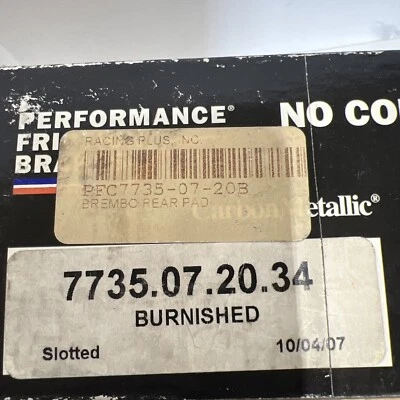 PERFORMANCE®
NO CO
FRI
RACING PLUS, INC.
BRA
PFC7735-07-20B
BREMBO REAR PAD
arbon Metallic®
7735.07.20.34
BURNISHED
Slotted
10/04/07